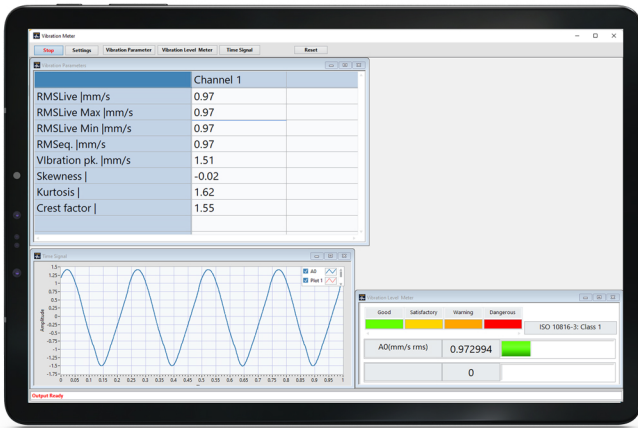 Vibration Meter
Stop Settings Vibration Parameter Vibration Level Meter Time Signal Reset
Vibration Parameters
Channel 1
RMSLive |mm/s 0.97
RMSLive Max |mm/s 0.97
RMSLive Min |mm/s 0.97
RMSeq. |mm/s 0.97
VIbration pk. |mm/s 1.51
Skewness | -0.02
Kurtosis | 1.62
Crest factor | 1.55
Time Signal
A0
Plot 1
Amplitude
1.5
1.25
1
0.75
0.5
0.25
0
-0.25
-0.5
-0.75
-1
-1.25
-1.5
-1.75
0 0.05 0.1 0.15 0.2 0.25 0.3 0.35 0.4 0.45 0.5 0.55 0.6 0.65 0.7 0.75 0.8 0.85 0.9 0.95 1
Vibration Level Meter
Good Satisfactory Warning Dangerous
ISO 10816-3: Class 1
A0(mm/s rms) 0.972994
0
Output Ready